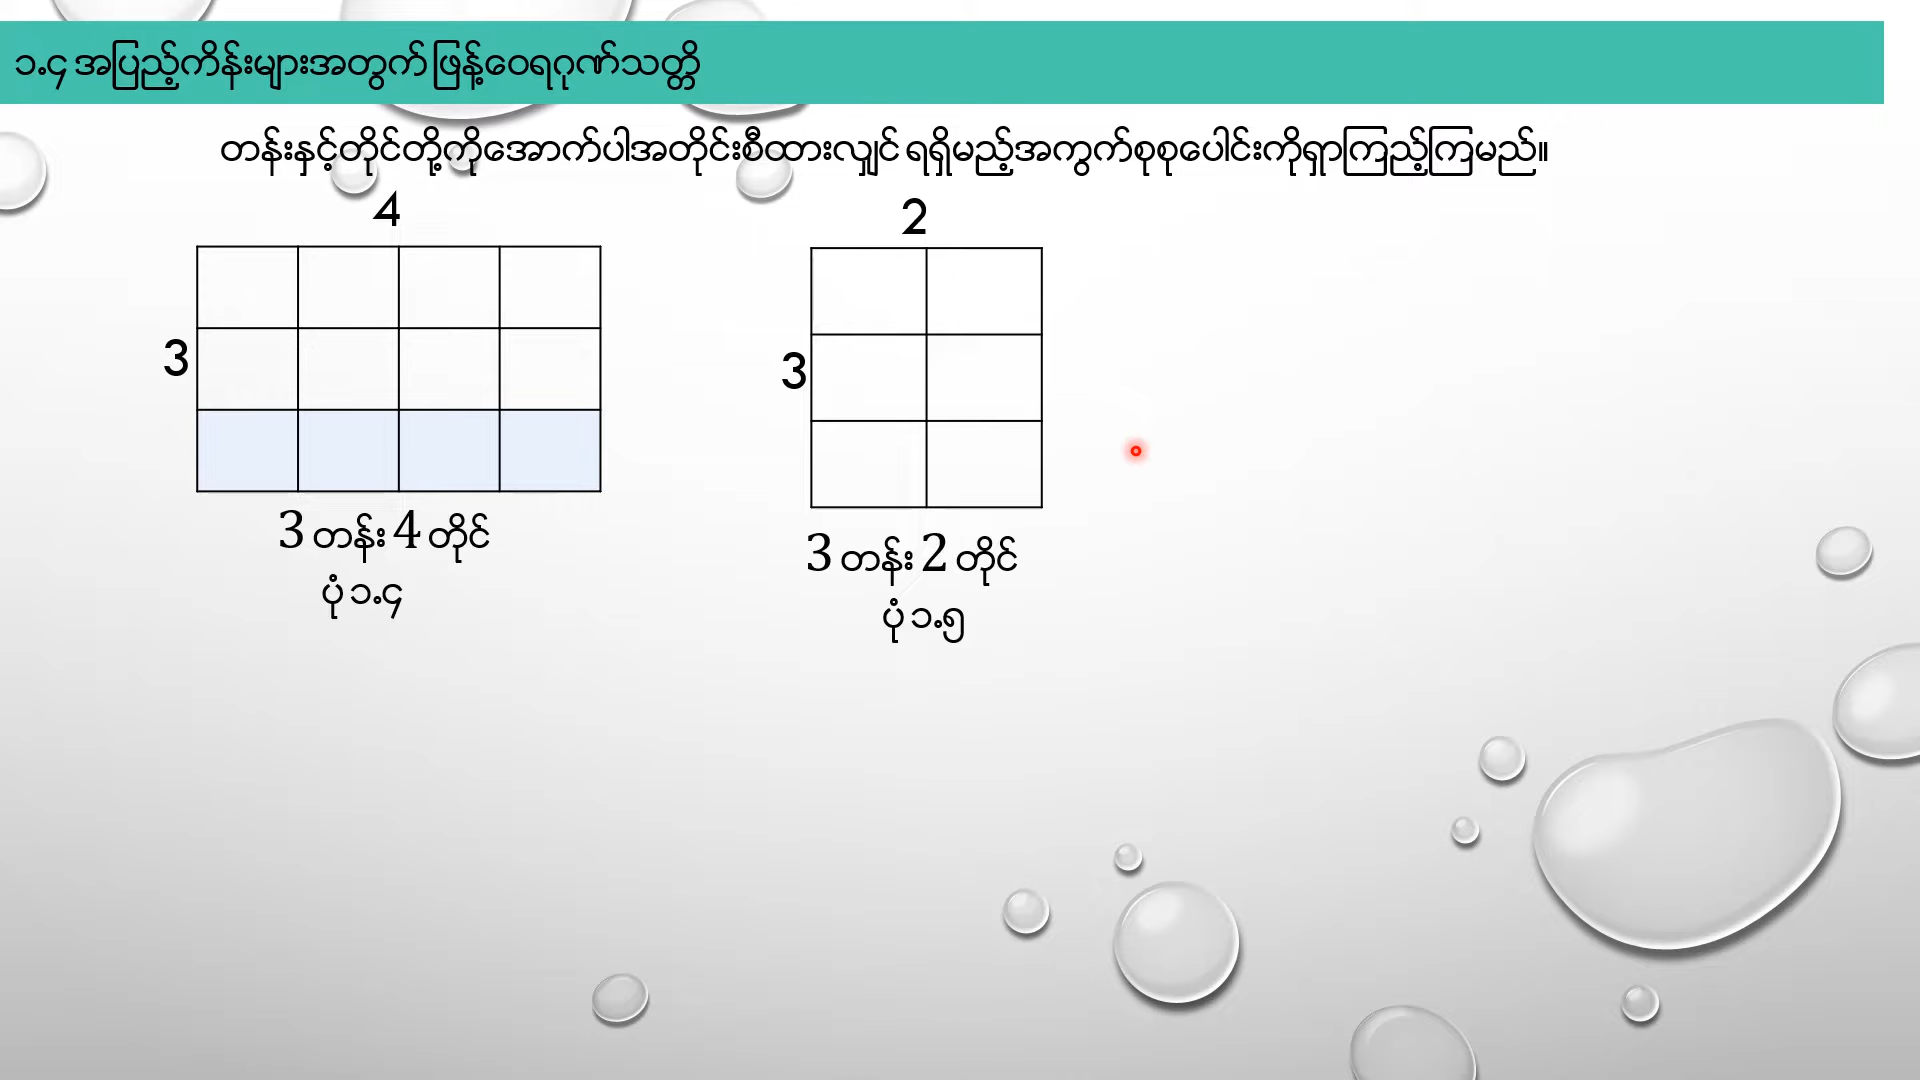 ၁.၄ အပြည့်ကိန်းများအတွက် ဖြန့်ဝေရဂုဏ်သတ္တိ
တန်းနှင့်တိုင်တို့ကိုအောက်ပါအတိုင်းစီထားလျှင် ရရှိမည့်အကွက်စုစုပေါင်းကိုရှာကြည့်ကြမည်။
4
3
3 တန်း 4 တိုင်
ပုံ ၁.၄
2
3
3 တန်း 2 တိုင်
ပုံ ၁.၅